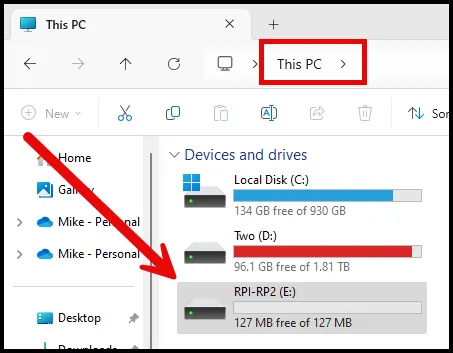 This PC
This PC
New
Sor
Home
Gallery
Mike - Personal
Mike - Personal
Desktop
Devices and drives
Local Disk (C:)
134 GB free of 930 GB
Two (D:)
96.1 GB free of 1.81 TB
RPI-RP2 (E:)
127 MB free of 127 MB